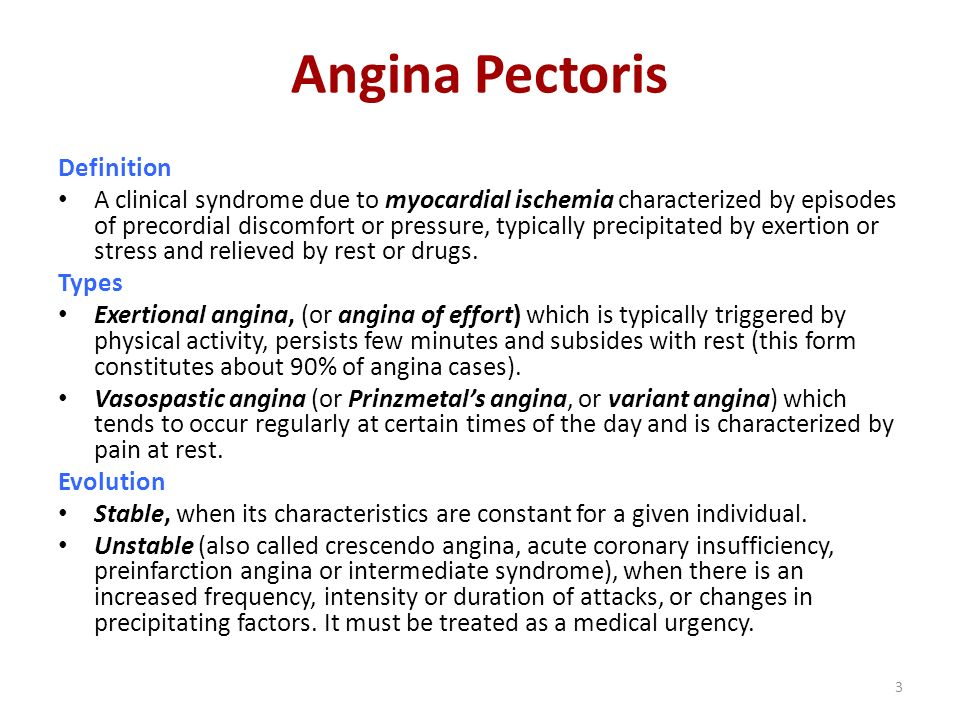 Angina Pectoris
Definition
• A clinical syndrome due to myocardial ischemia characterized by episodes
of precordial discomfort or pressure, typically precipitated by exertion or
stress and relieved by rest or drugs.
Types
• Exertional angina, (or angina of effort) which is typically triggered by
physical activity, persists few minutes and subsides with rest (this form
constitutes about 90% of angina cases).
• Vasospastic angina (or Prinzmetal’s angina, or variant angina) which
tends to occur regularly at certain times of the day and is characterized by
pain at rest.
Evolution
• Stable, when its characteristics are constant for a given individual.
• Unstable (also called crescendo angina, acute coronary insufficiency,
preinfarction angina or intermediate syndrome), when there is an
increased frequency, intensity or duration of attacks, or changes in
precipitating factors. It must be treated as a medical urgency.
3